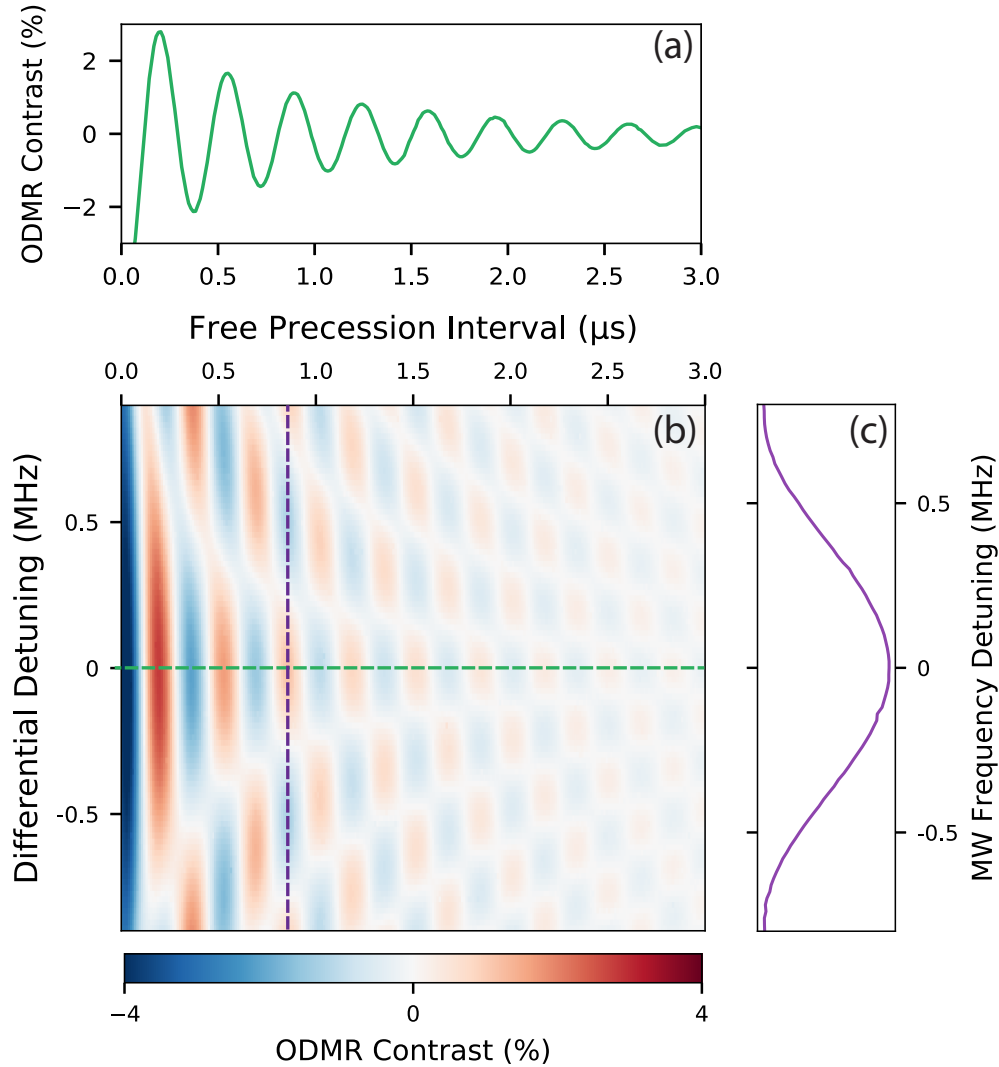 (a)
ODMR Contrast (%)
2
0
−2
0.0 0.5 1.0 1.5 2.0 2.5 3.0
Free Precession Interval (μs)
0.0 0.5 1.0 1.5 2.0 2.5 3.0
(b)
(c)
Differential Detuning (MHz)
0.5
0
-0.5
0.5
0
-0.5
MW Frequency Detuning (MHz)
−4 0 4
ODMR Contrast (%)